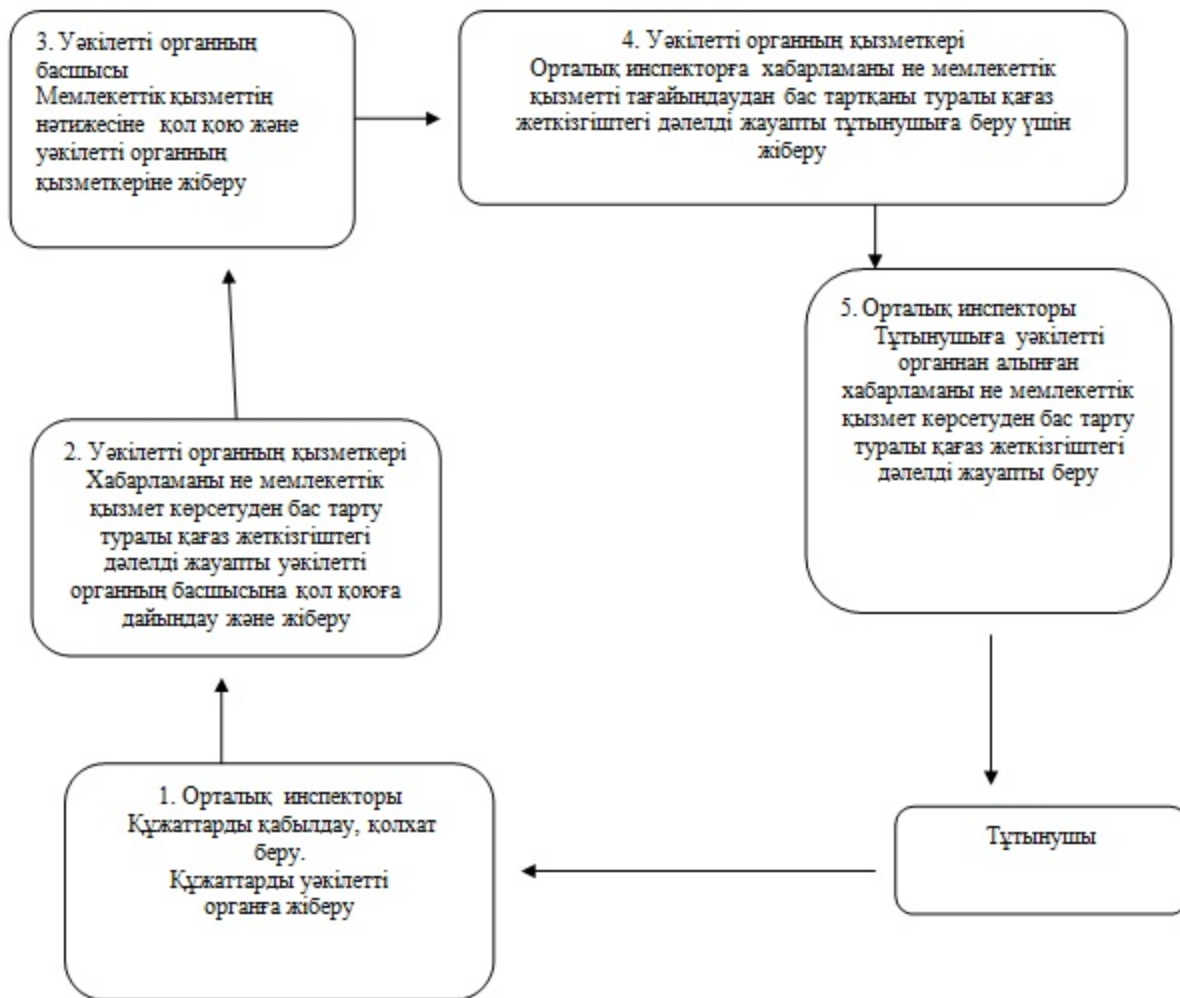 3. Уәкілетті органның
басшысы
Мемлекеттік қызметтің
нәтижесіне қол қою және
уәкілетті органның
қызметкеріне жіберу
4. Уәкілетті органның қызметкері
Орталық инспекторға хабарламаны не мемлекеттік
қызметті тағайындаудан бас тартқаны туралы қағаз
жеткізгіштегі дәлелді жауапты тұтынушыға беру үшін
жіберу
5. Орталық инспекторы
Тұтынушыға уәкілетті
органнан алынған
хабарламаны не мемлекеттік
қызмет көрсетуден бас тарту
туралы қағаз жеткізгіштегі
дәлелді жауапты беру
2. Уәкілетті органның қызметкері
Хабарламаны не мемлекеттік
қызмет көрсетуден бас тарту
туралы қағаз жеткізгіштегі
дәлелді жауапты уәкілетті
органның басшысына қол қоюға
дайындау және жіберу
1. Орталық инспекторы
Құжаттарды қабылдау, қолхат
беру.
Құжаттарды уәкілетті
органға жіберу
Тұтынушы